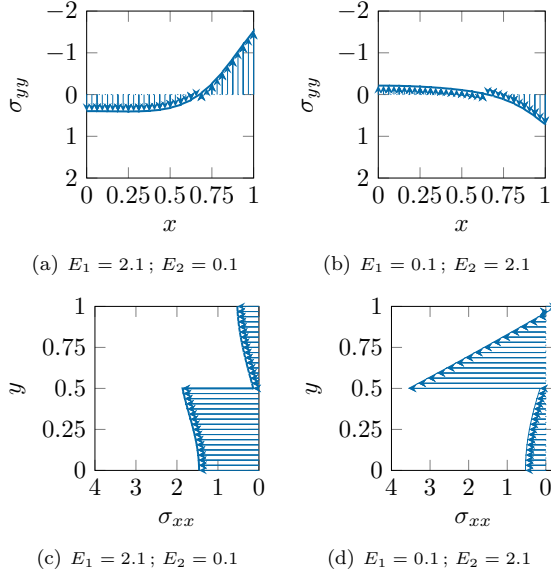 −2
−1
0
1
2
σyy
0 0.25 0.5 0.75 1
x
(a) E1 = 2.1 ; E2 = 0.1
−2
−1
0
1
2
σyy
0 0.25 0.5 0.75 1
x
(b) E1 = 0.1 ; E2 = 2.1
1
0.75
0.5
0.25
0
y
4 3 2 1 0
σxx
(c) E1 = 2.1 ; E2 = 0.1
1
0.75
0.5
0.25
0
y
4 3 2 1 0
σxx
(d) E1 = 0.1 ; E2 = 2.1